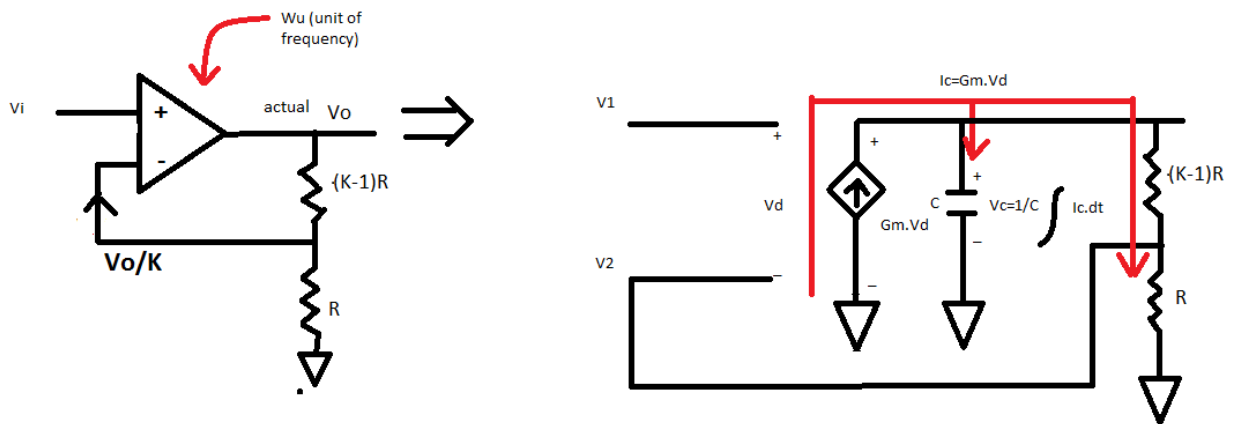 Wu (unit of
frequency)
Vi
+
-
actual
Vo
(K-1)R
Vo/K
R
Ic=Gm.Vd
V1
+
Vd
V2
−
+
Gm.Vd
−
C
+
Vc=1/C ∫ Ic.dt
−
(K-1)R
R